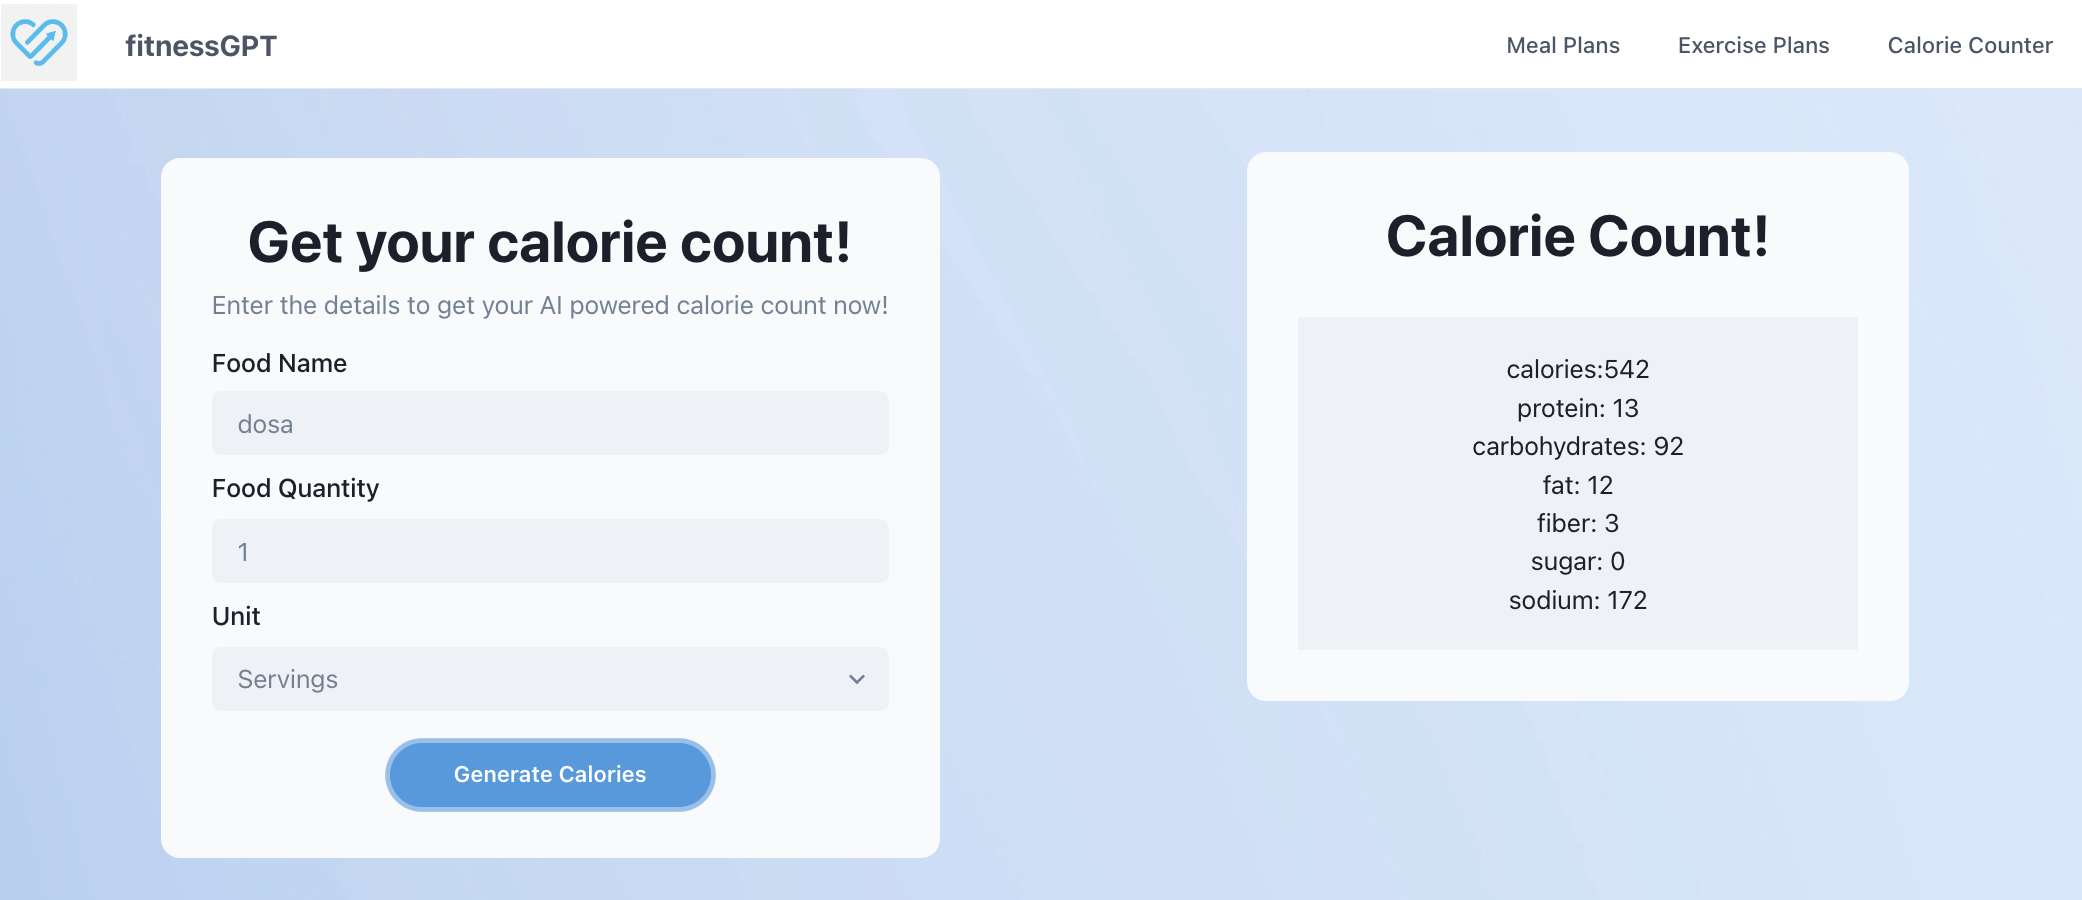 fitnessGPT
Meal Plans
Exercise Plans
Calorie Counter
Get your calorie count!
Enter the details to get your AI powered calorie count now!
Food Name
dosa
Food Quantity
1
Unit
Servings
Generate Calories
Calorie Count!
calories:542
protein: 13
carbohydrates: 92
fat: 12
fiber: 3
sugar: 0
sodium: 172